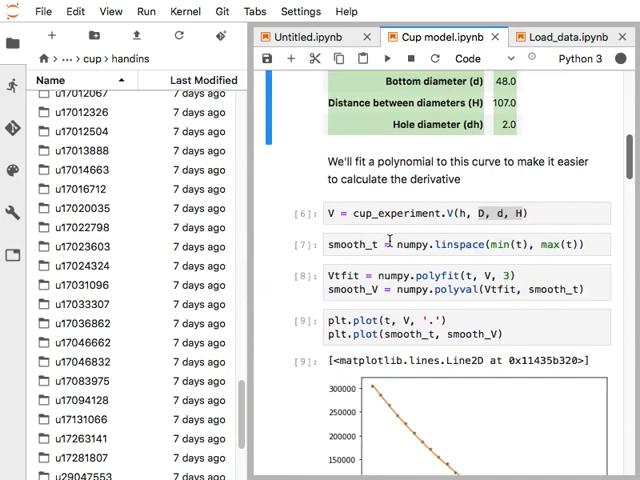 File Edit View Run Kernel Git Tabs Settings Help
... cup handins
Name Last Modified
u17012067 7 days ago
u17012326 7 days ago
u17012504 7 days ago
u17013888 7 days ago
u17014663 7 days ago
u17016712 7 days ago
u17020035 7 days ago
u17022798 7 days ago
u17023603 7 days ago
u17024324 7 days ago
u17031096 7 days ago
u17033307 7 days ago
u17036862 7 days ago
u17046662 7 days ago
u17046832 7 days ago
u17083975 7 days ago
u17094128 7 days ago
u17131066 7 days ago
u17263141 7 days ago
u17281807 7 days ago
u29047553 7 days ago
Untitled.ipynb Cup model.ipynb Load_data.ipynb
Code Python 3
Bottom diameter (d) 48.0
Distance between diameters (H) 107.0
Hole diameter (dh) 2.0
We'll fit a polynomial to this curve to make it easier
to calculate the derivative
[6]: V = cup_experiment.V(h, D, d, H)
[7]: smooth_t = numpy.linspace(min(t), max(t))
[8]: Vtfit = numpy.polyfit(t, V, 3)
smooth_V = numpy.polyval(Vtfit, smooth_t)
[9]: plt.plot(t, V, '.')
plt.plot(smooth_t, smooth_V)
[9]: [<matplotlib.lines.Line2D at 0x11435b320>]
300000
250000
200000
150000